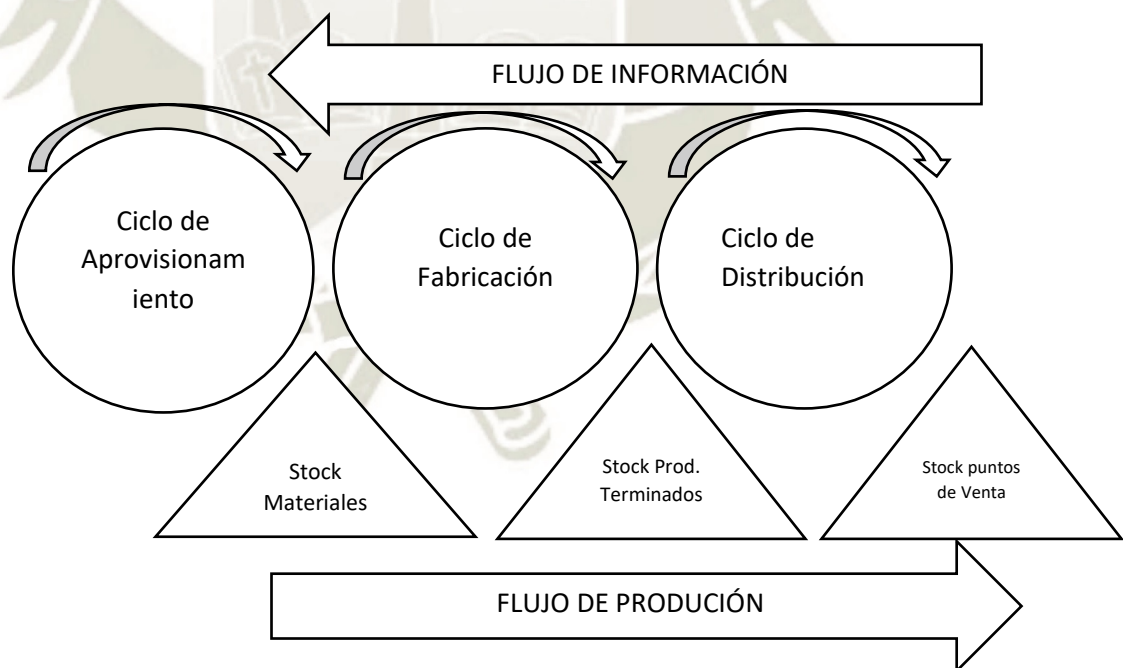 FLUJO DE INFORMACIÓN
Ciclo de
Aprovisionam
iento
Ciclo de
Fabricación
Ciclo de
Distribución
Stock
Materiales
Stock Prod.
Terminados
Stock puntos
de Venta
FLUJO DE PRODUCIÓN